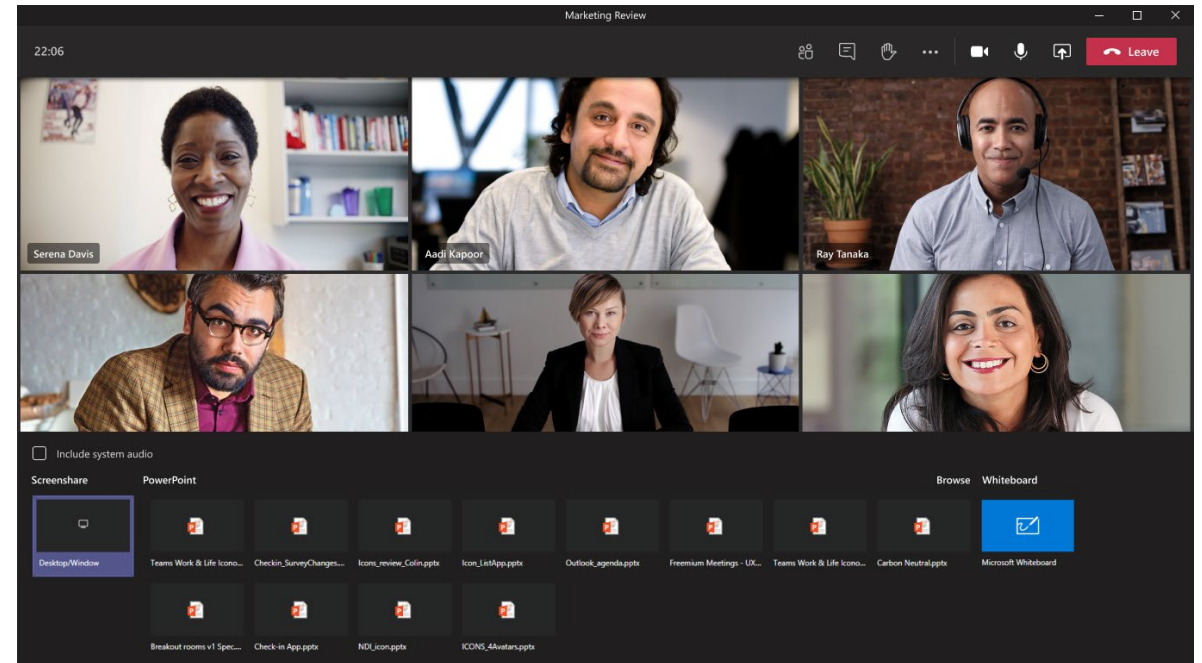 Marketing Review
22:06
Leave
Serena Davis
Aadi Kapoor
Ray Tanaka
Include system audio
Screenshare PowerPoint Browse Whiteboard
Desktop/Window
Teams Work & Life Icono...
Checkin_SurveyChanges....
Icons_review_Colin.pptx
Icon_ListApp.pptx
Outlook_agenda.pptx
Freemium Meetings - UX...
Teams Work & Life Icono...
Carbon Neutral.pptx
Microsoft Whiteboard
Breakout rooms v1 Spec....
Check-in App.pptx
NDI_icon.pptx
ICONS_4Avatars.pptx